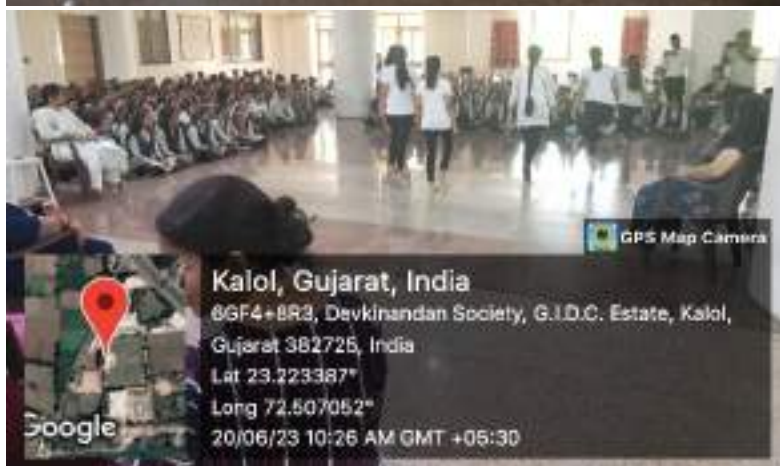 GPS Map Camera
Kalol, Gujarat, India
6GF4+8R3, Devkinandan Society, G.I.D.C. Estate, Kalol,
Gujarat 382725, India
Lat 23.223387°
Long 72.507052°
20/06/23 10:26 AM GMT +05:30
Google